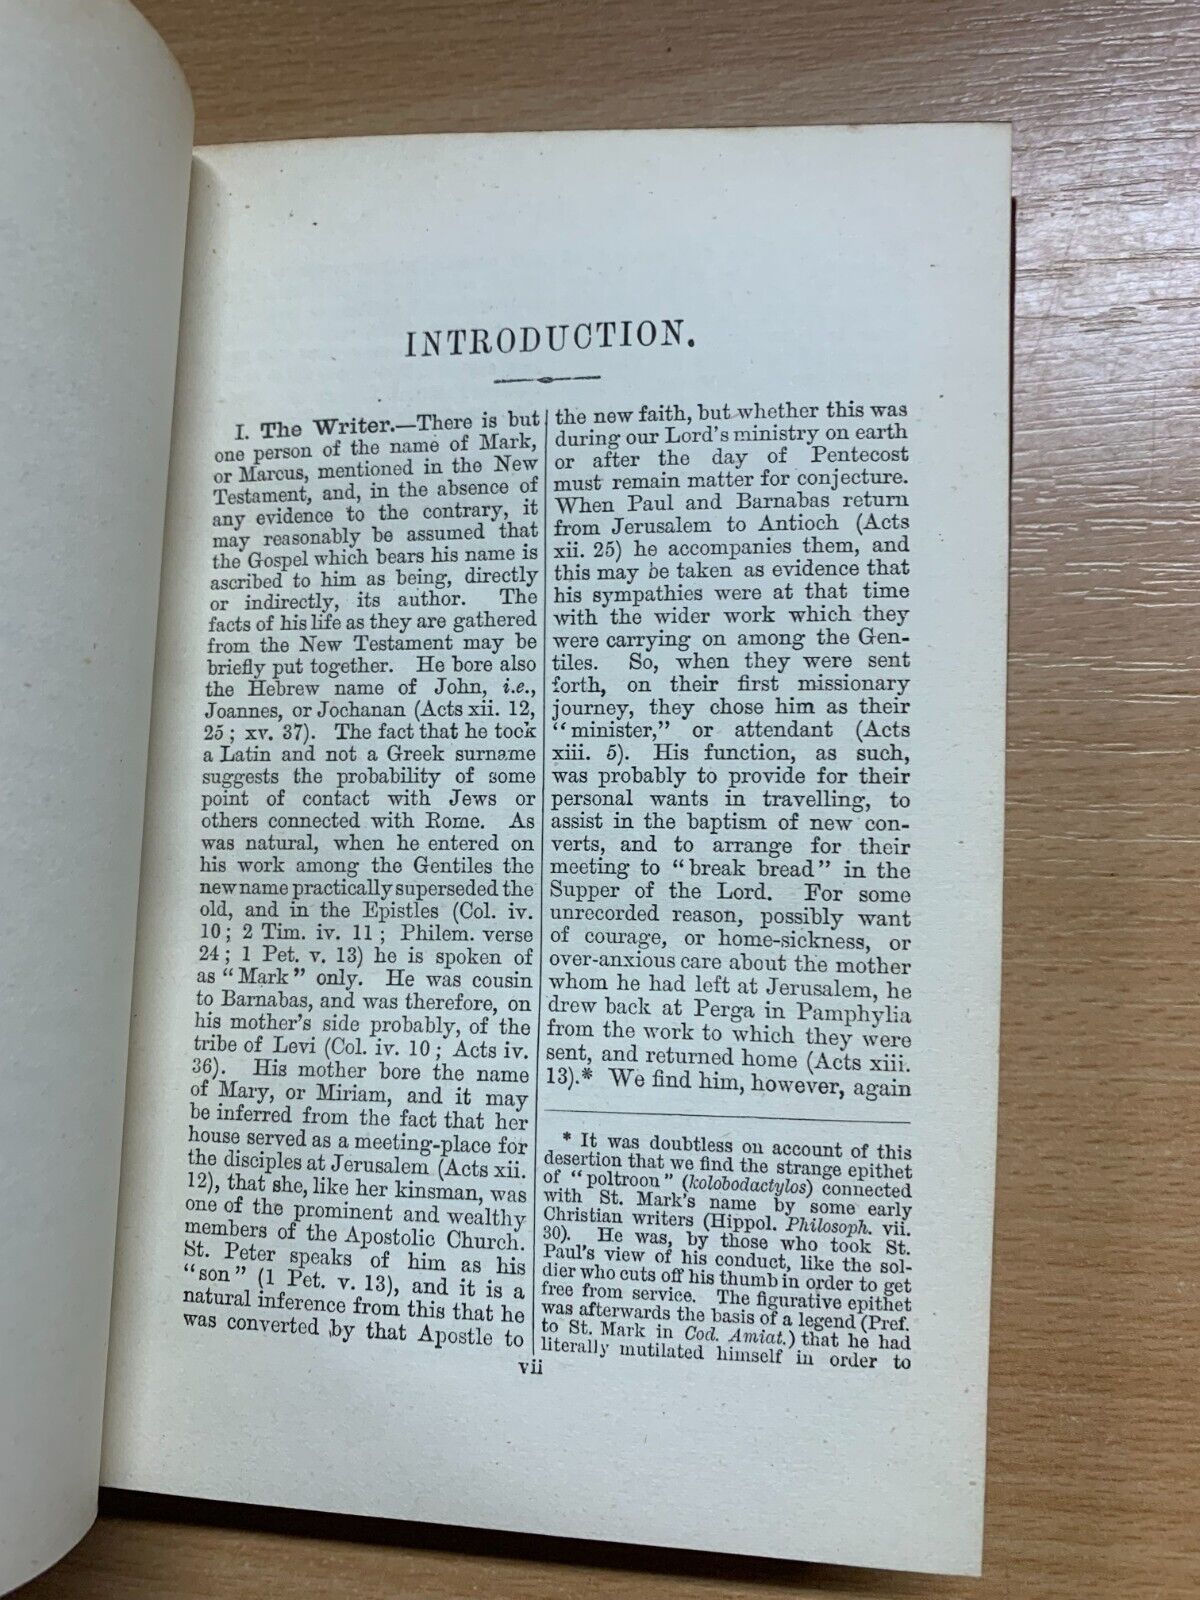 INTRODUCTION.
I. The Writer.—There is but
one person of the name of Mark,
or Marcus, mentioned in the New
Testament, and, in the absence of
any evidence to the contrary, it
may reasonably be assumed that
the Gospel which bears his name is
ascribed to him as being, directly
or indirectly, its author. The
facts of his life as they are gathered
from the New Testament may be
briefly put together. He bore also
the Hebrew name of John, i.e.,
Joannes, or Jochanan (Acts xii. 12,
25; xv. 37). The fact that he took
a Latin and not a Greek surname
suggests the probability of some
point of contact with Jews or
others connected with Rome. As
was natural, when he entered on
his work among the Gentiles the
new name practically superseded the
old, and in the Epistles (Col. iv.
10; 2 Tim. iv. 11; Philem. verse
24; 1 Pet. v. 13) he is spoken of
as "Mark" only. He was cousin
to Barnabas, and was therefore, on
his mother's side probably, of the
tribe of Levi (Col. iv. 10; Acts iv.
36). His mother bore the name
of Mary, or Miriam, and it may
be inferred from the fact that her
house served as a meeting-place for
the disciples at Jerusalem (Acts xii.
12), that she, like her kinsman, was
one of the prominent and wealthy
members of the Apostolic Church.
St. Peter speaks of him as his
"son" (1 Pet. v. 13), and it is a
natural inference from this that he
was converted by that Apostle to
the new faith, but whether this was
during our Lord's ministry on earth
or after the day of Pentecost
must remain matter for conjecture.
When Paul and Barnabas return
from Jerusalem to Antioch (Acts
xii. 25) he accompanies them, and
this may be taken as evidence that
his sympathies were at that time
with the wider work which they
were carrying on among the Gen-
tiles. So, when they were sent
forth, on their first missionary
journey, they chose him as their
"minister," or attendant (Acts
xiii. 5). His function, as such,
was probably to provide for their
personal wants in travelling, to
assist in the baptism of new con-
verts, and to arrange for their
meeting to "break bread" in the
Supper of the Lord. For some
unrecorded reason, possibly want
of courage, or home-sickness, or
over-anxious care about the mother
whom he had left at Jerusalem, he
drew back at Perga in Pamphylia
from the work to which they were
sent, and returned home (Acts xiii.
13).* We find him, however, again
* It was doubtless on account of this
desertion that we find the strange epithet
of "poltroon" (kolobodactylos) connected
with St. Mark's name by some early
Christian writers (Hippol. Philosoph. vii.
30). He was, by those who took St.
Paul's view of his conduct, like the sol-
dier who cuts off his thumb in order to get
free from service. The figurative epithet
was afterwards the basis of a legend (Pref.
to St. Mark in Cod. Amiat.) that he had
literally mutilated himself in order to
vii